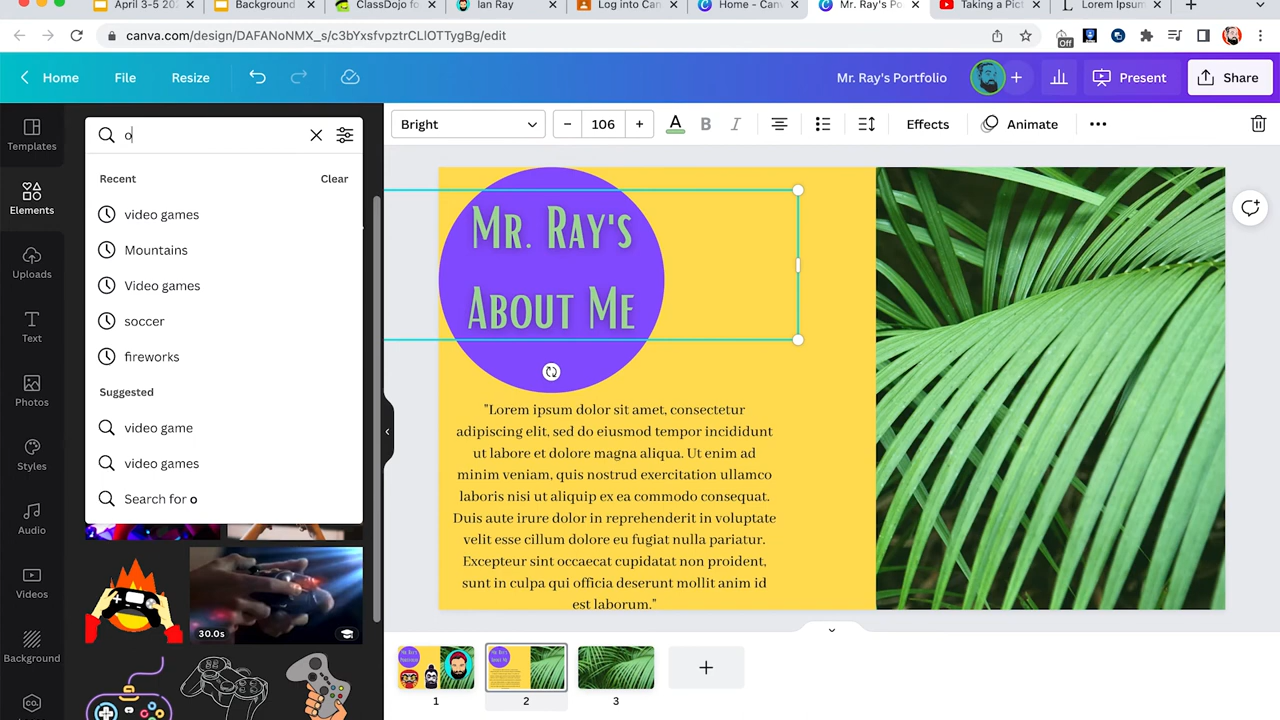 April 3-5 202
Background
ClassDojo fo
Ian Ray
Log into Can
Home - Canv
Mr. Ray's Po
Taking a Pict
Lorem Ipsum
canva.com/design/DAFANoNMX_s/c3bYxsfvpztrCLlOTTygBg/edit
Off
Home
File
Resize
Mr. Ray's Portfolio
Present
Share
Templates
Elements
Uploads
Text
Photos
Styles
Audio
Videos
Background
co.
o
Recent
Clear
video games
Mountains
Video games
soccer
fireworks
Suggested
video game
video games
Search for o
30.0s
Bright
106
A
B
I
Effects
Animate
Mr. Ray's
About Me
"Lorem ipsum dolor sit amet, consectetur
adipiscing elit, sed do eiusmod tempor incididunt
ut labore et dolore magna aliqua. Ut enim ad
minim veniam, quis nostrud exercitation ullamco
laboris nisi ut aliquip ex ea commodo consequat.
Duis aute irure dolor in reprehenderit in voluptate
velit esse cillum dolore eu fugiat nulla pariatur.
Excepteur sint occaecat cupidatat non proident,
sunt in culpa qui officia deserunt mollit anim id
est laborum."
1
2
3